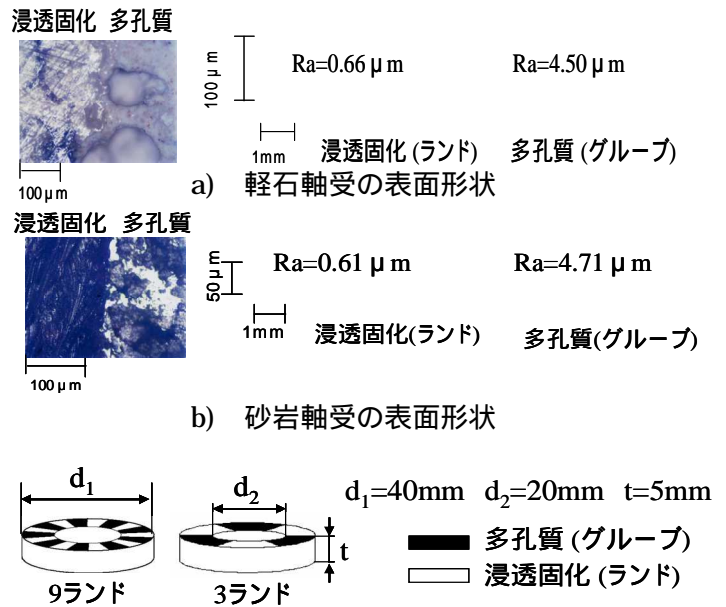 浸透固化 多孔質
100μm
Ra=0.66μm
Ra=4.50μm
100μm
1mm
浸透固化(ランド)
多孔質(グルーブ)
a) 軽石軸受の表面形状
浸透固化 多孔質
50μm
Ra=0.61μm
Ra=4.71μm
1mm
浸透固化(ランド)
多孔質(グルーブ)
100μm
b) 砂岩軸受の表面形状
d1
d2
d1=40mm d2=20mm t=5mm
t
多孔質(グルーブ)
浸透固化(ランド)
9ランド
3ランド